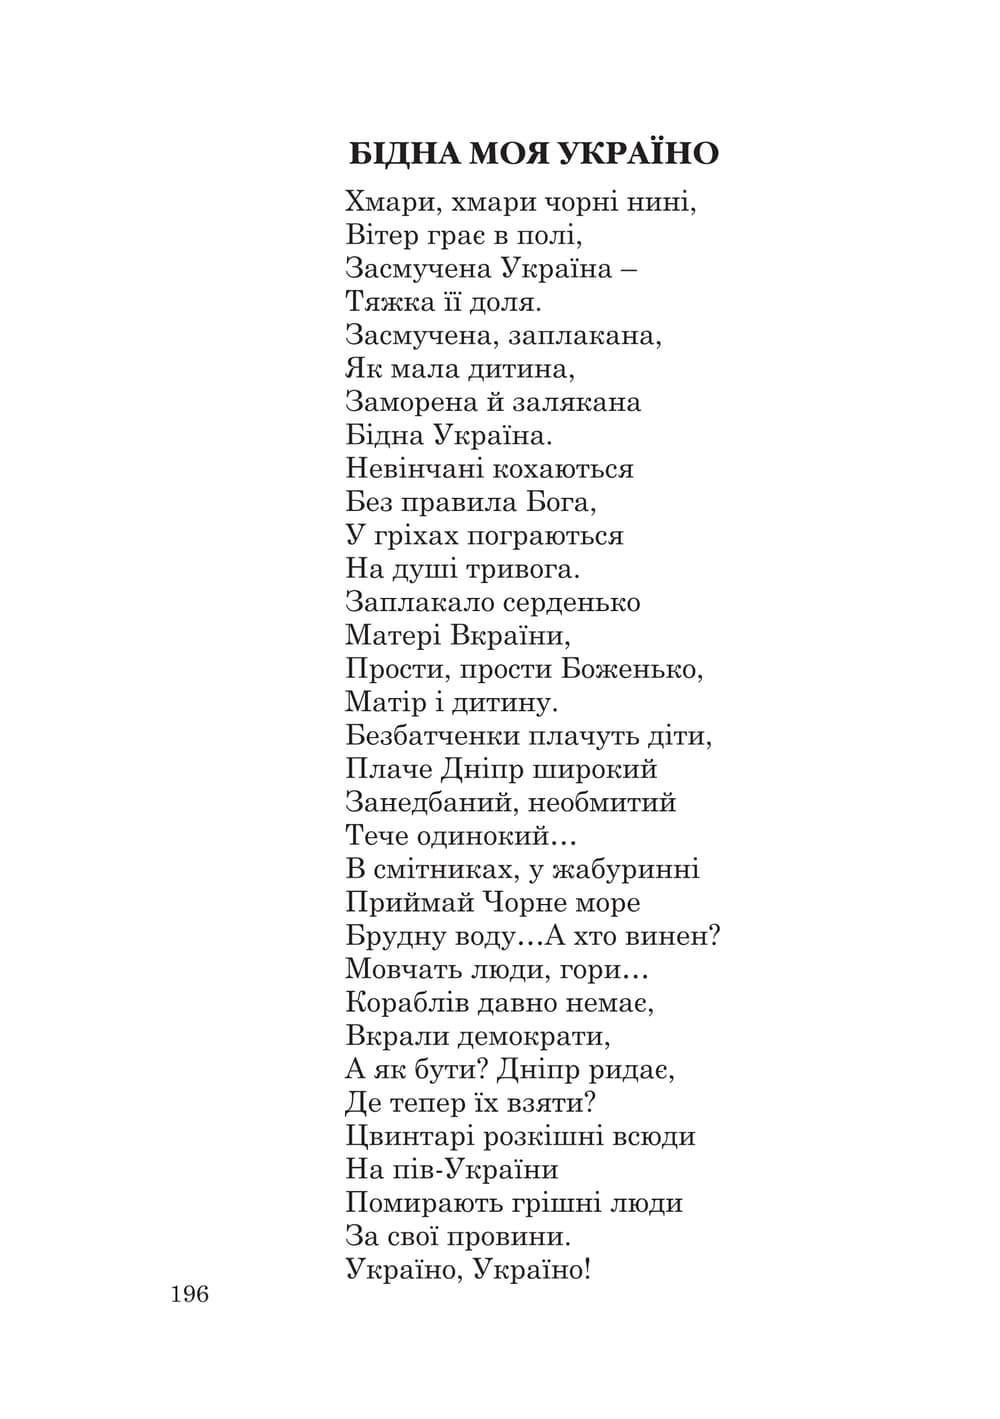 БІДНА МОЯ УКРАЇНО
Хмари, хмари чорні нині,
Вітер грає в полі,
Засмучена Україна –
Тяжка її доля.
Засмучена, заплакана,
Як мала дитина,
Заморена й залякана
Бідна Україна.
Невінчані кохаються
Без правила Бога,
У гріхах пограються
На душі тривога.
Заплакало серденько
Матері Вкраїни,
Прости, прости Боженько,
Матір і дитину.
Безбатченки плачуть діти,
Плаче Дніпр широкий
Занедбаний, необмитий
Тече одинокий...
В смітниках, у жабуринні
Приймай Чорне море
Брудну воду...А хто винен?
Мовчать люди, гори...
Кораблів давно немає,
Вкрали демократи,
А як бути? Дніпр ридає,
Де тепер їх взяти?
Цвинтарі розкішні всюди
На пів-України
Помирають грішні люди
За свої провини.
Україно, Україно!
196